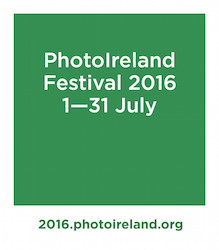 PhotoIreland
Festival 2016
1—31 July
2016.photoireland.org